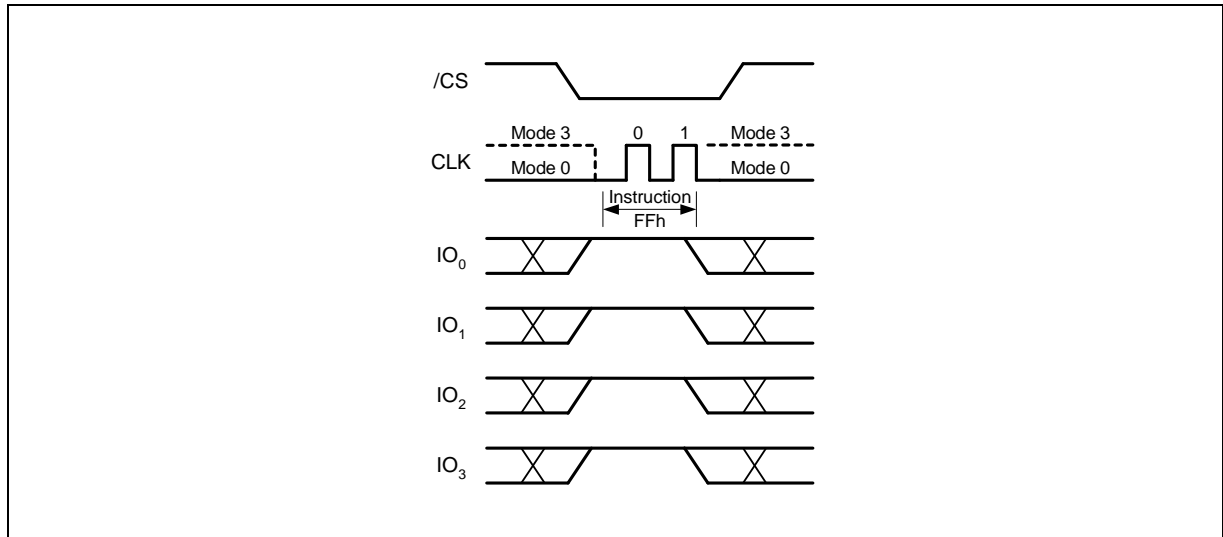 /CS
Mode 3 0 1 Mode 3
CLK
Mode 0 Mode 0
Instruction
FFh
IO0
IO1
IO2
IO3